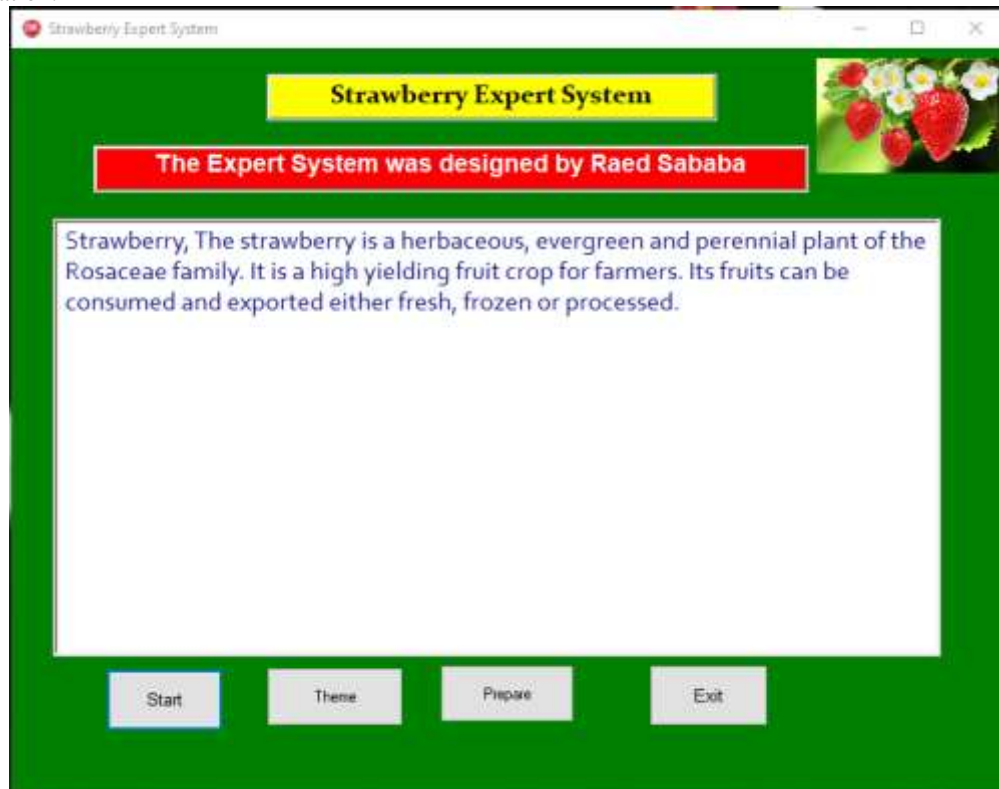 Strawberry Expert System
Strawberry Expert System
The Expert System was designed by Raed Sababa
Strawberry, The strawberry is a herbaceous, evergreen and perennial plant of the
Rosaceae family. It is a high yielding fruit crop for farmers. Its fruits can be
consumed and exported either fresh, frozen or processed.
Start
Theme
Prepare
Exit